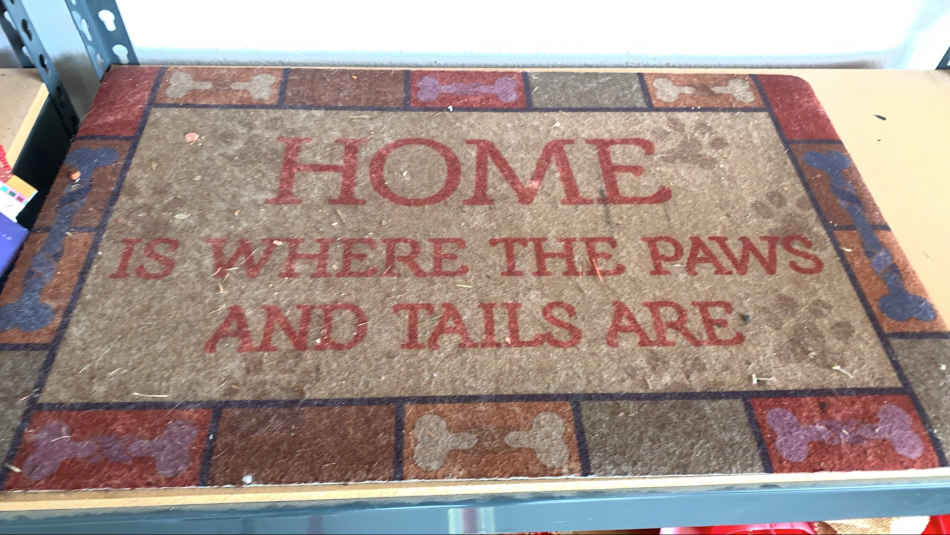 HOME
IS WHERE THE PAWS
AND TAILS ARE